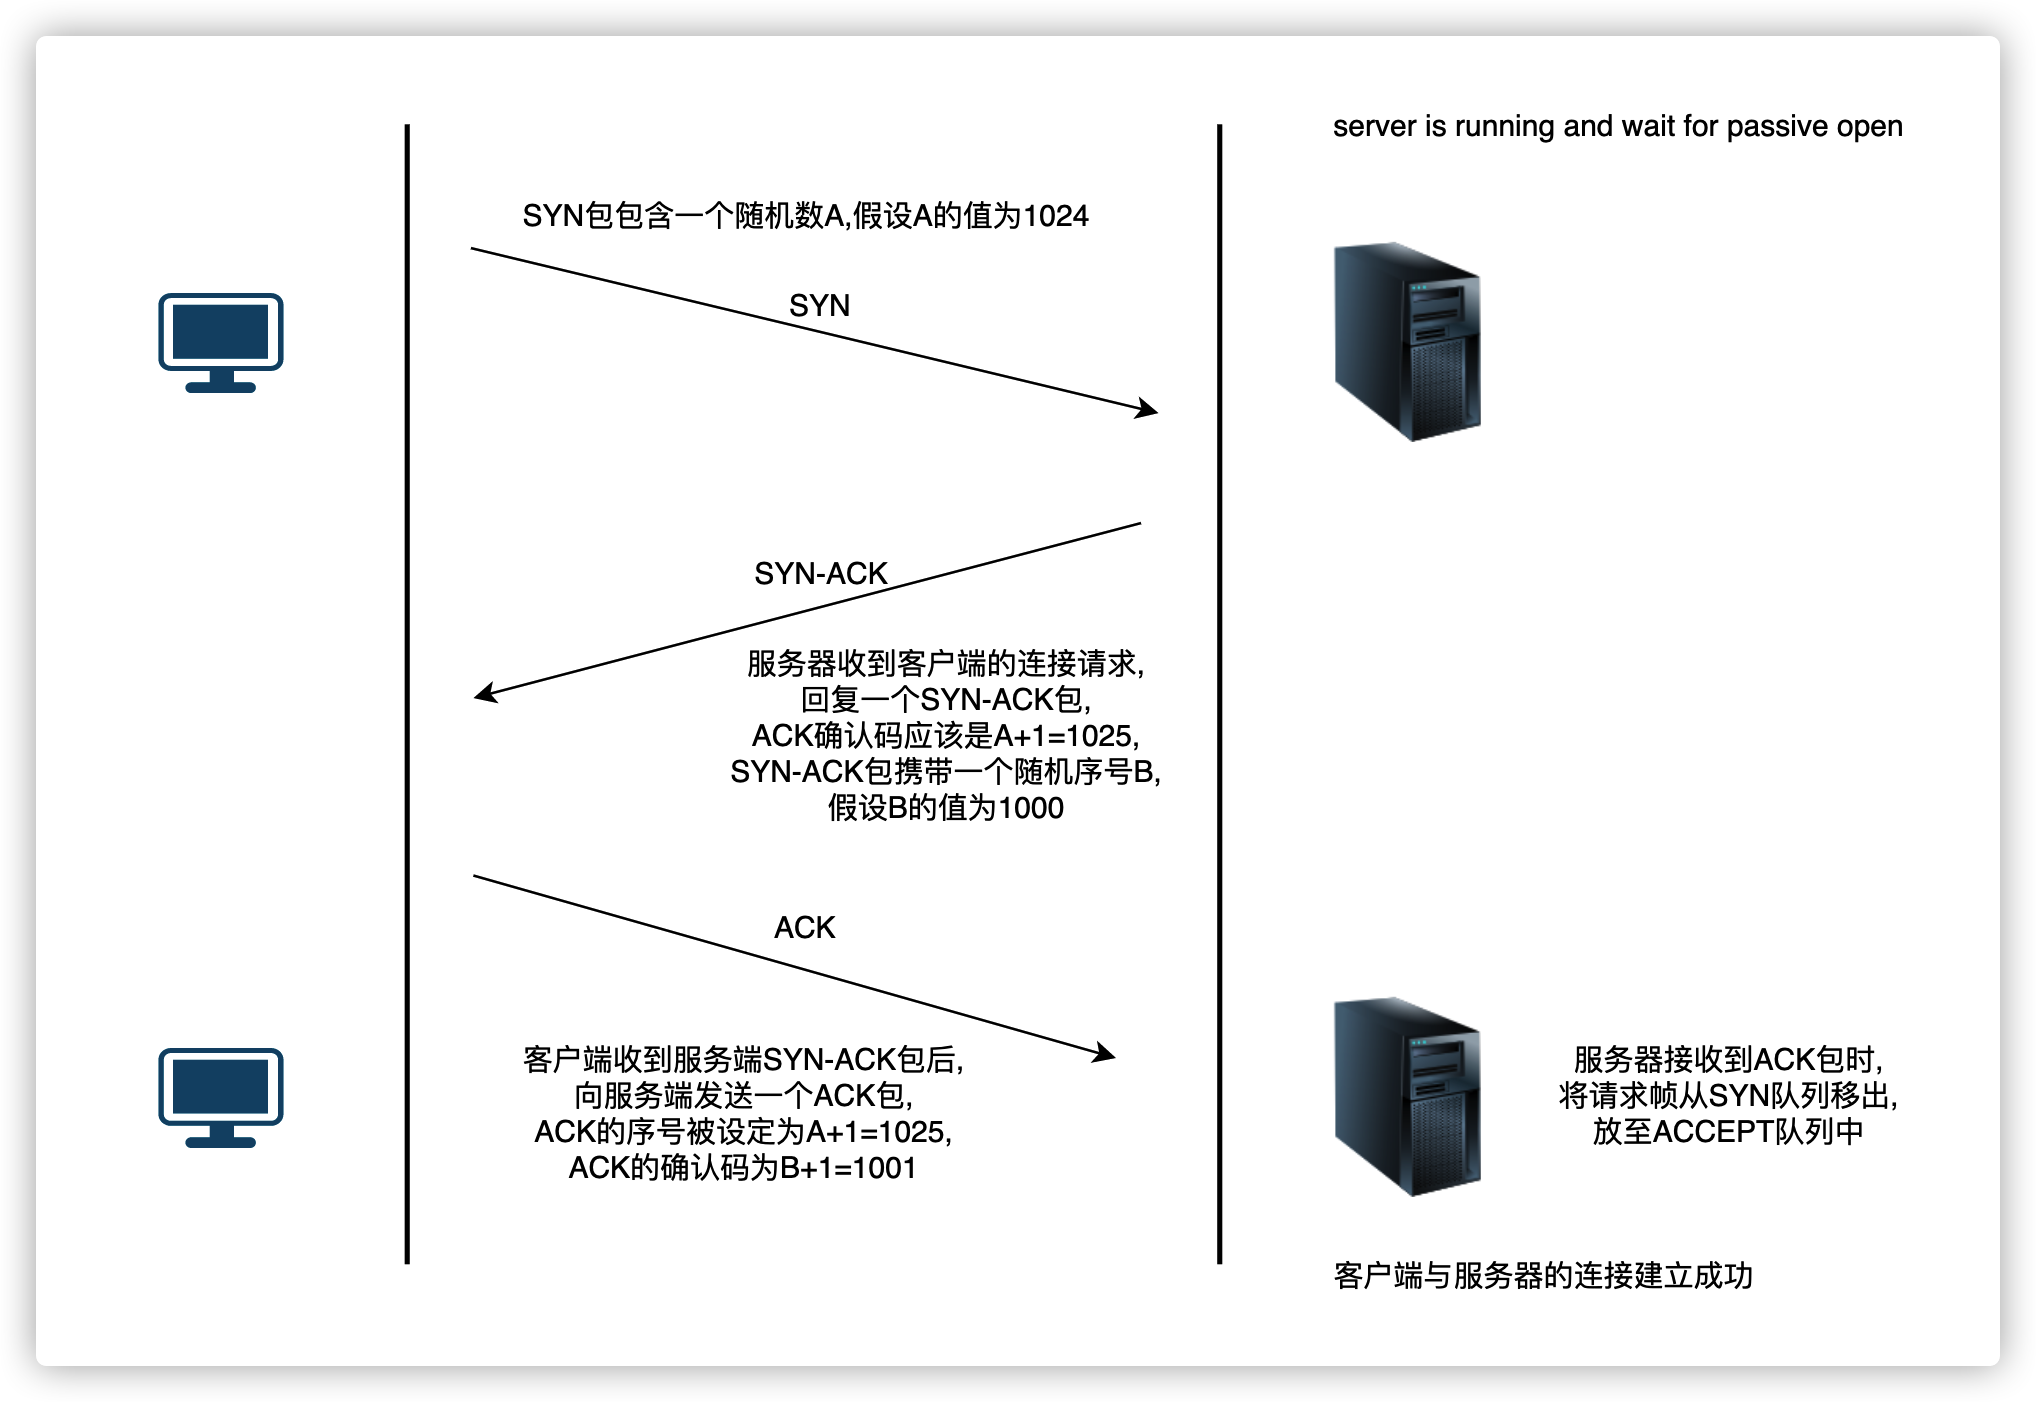 server is running and wait for passive open
SYN包包含一个随机数A,假设A的值为1024
SYN
SYN-ACK
服务器收到客户端的连接请求,
回复一个SYN-ACK包,
ACK确认码应该是A+1=1025,
SYN-ACK包携带一个随机序号B,
假设B的值为1000
ACK
客户端收到服务端SYN-ACK包后,
向服务端发送一个ACK包,
ACK的序号被设定为A+1=1025,
ACK的确认码为B+1=1001
服务器接收到ACK包时,
将请求帧从SYN队列移出,
放至ACCEPT队列中
客户端与服务器的连接建立成功